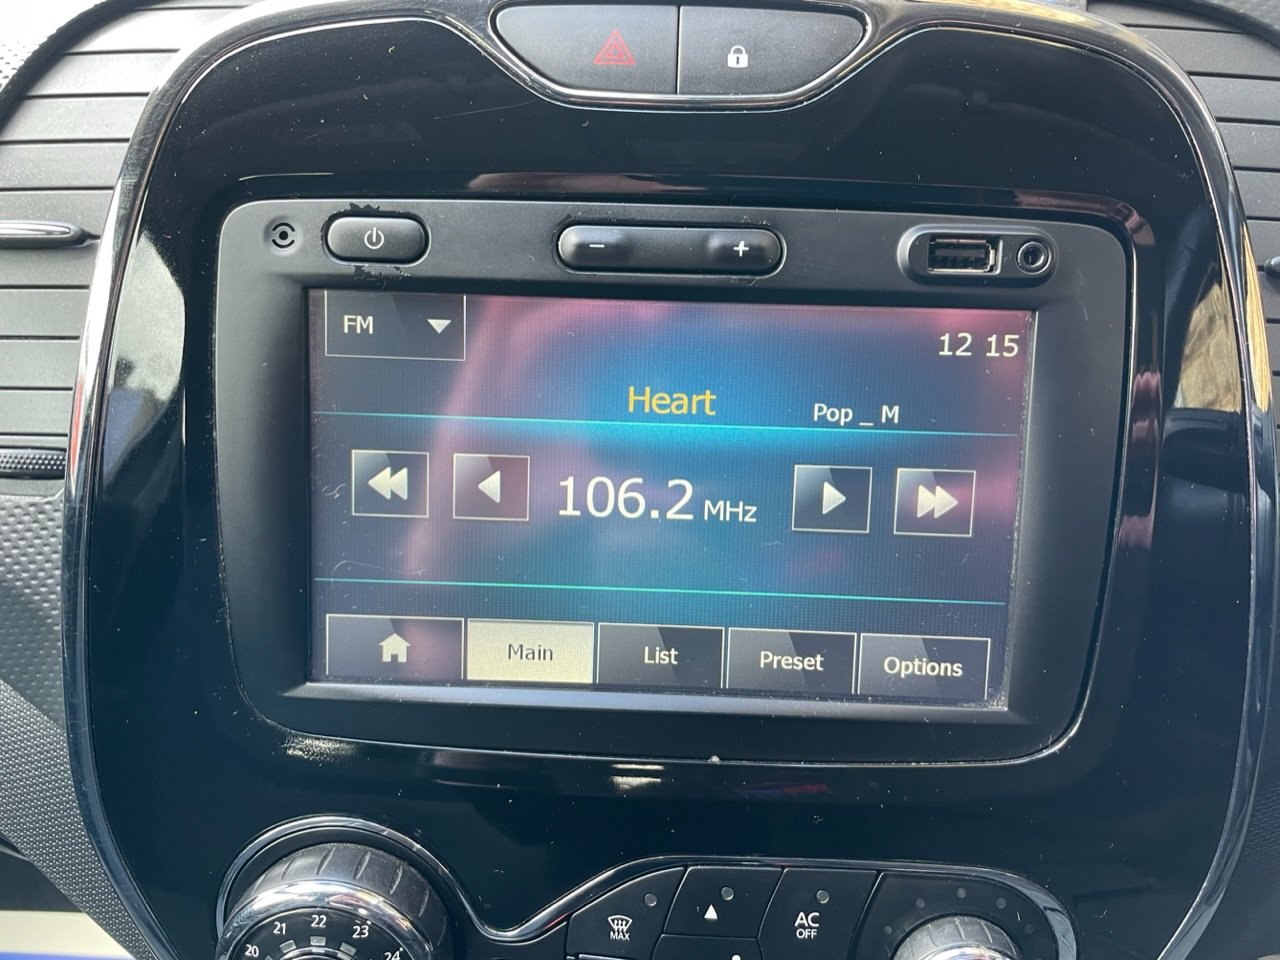 FM
12 15
Heart
Pop _ M
106.2 MHz
Main
List
Preset
Options
20 21 22 23 24
MAX
AC
OFF